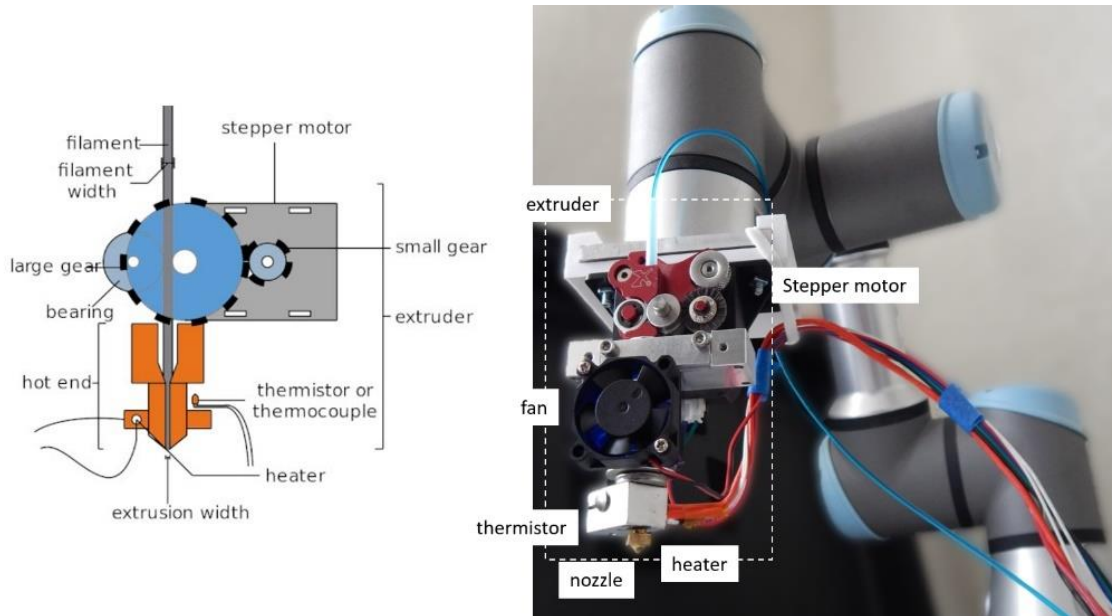 filament
filament
width
stepper motor
large gear
bearing
small gear
extruder
hot end
thermistor or
thermocouple
heater
extrusion width
extruder
Stepper motor
fan
thermistor
heater
nozzle